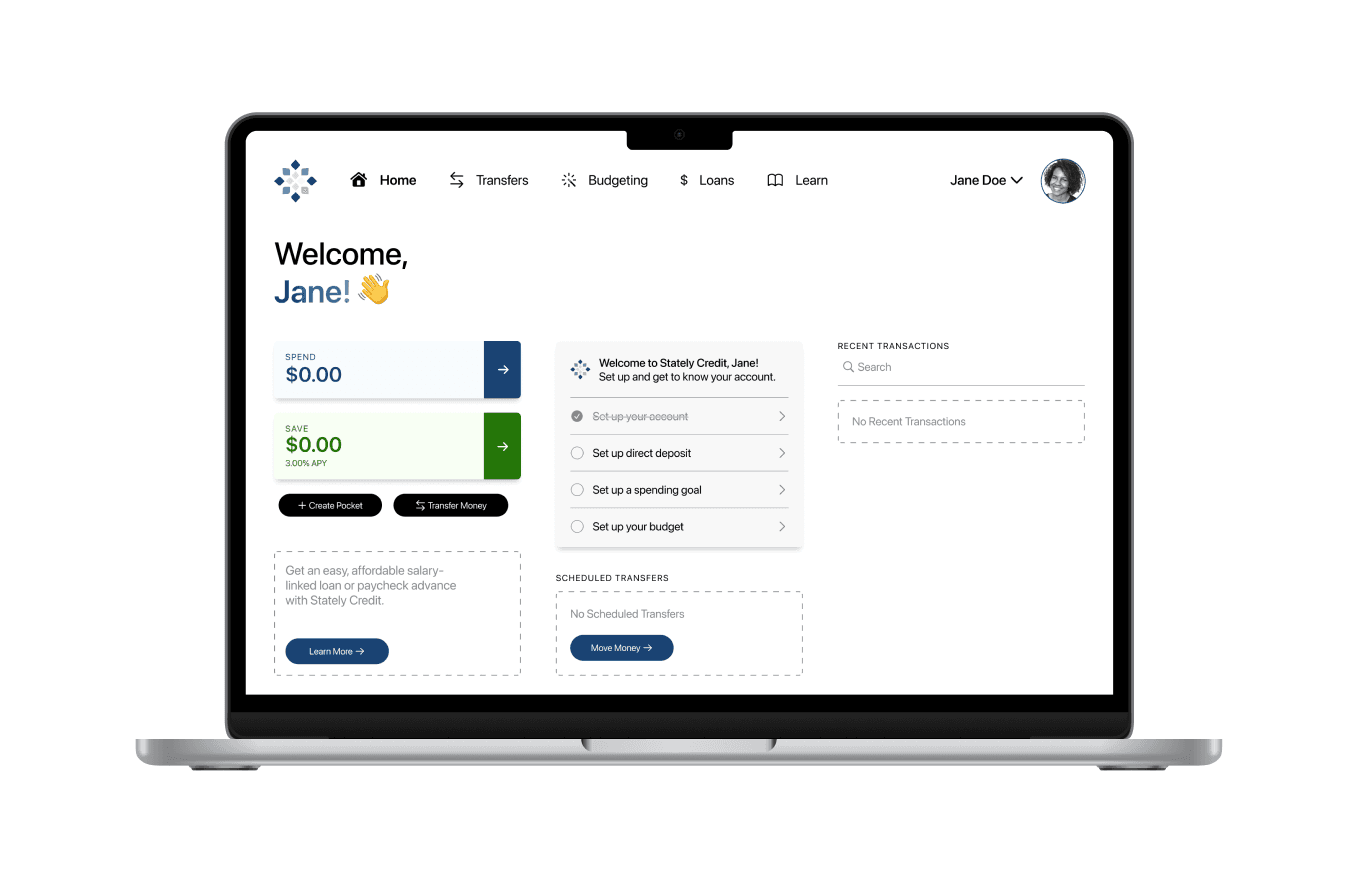 Home
Transfers
Budgeting
$ Loans
Learn
Jane Doe
Welcome,
Jane! 👋
SPEND
$0.00
SAVE
$0.00
3.00% APY
+ Create Pocket
Transfer Money
Get an easy, affordable salary-
linked loan or paycheck advance
with Stately Credit.
Learn More →
Welcome to Stately Credit, Jane!
Set up and get to know your account.
Set up your account
Set up direct deposit
Set up a spending goal
Set up your budget
SCHEDULED TRANSFERS
No Scheduled Transfers
Move Money →
RECENT TRANSACTIONS
Search
No Recent Transactions